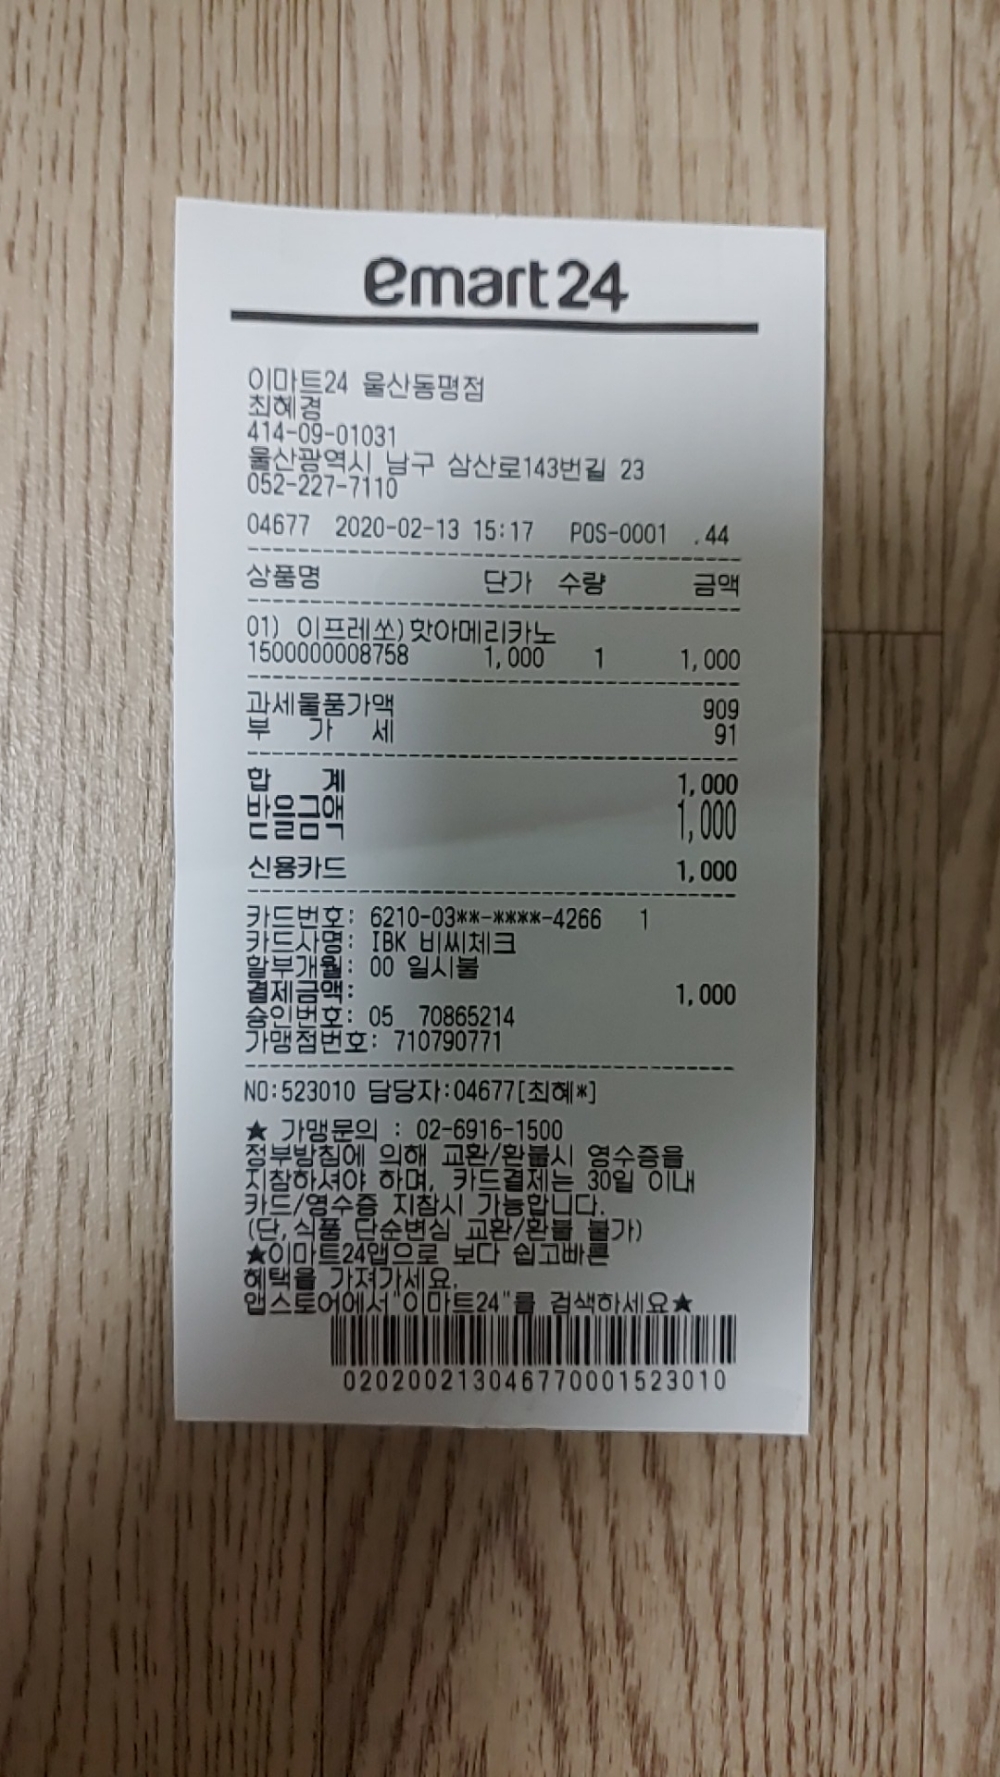 emart24
이마트24 울산동평점
최혜경
414-09-01031
울산광역시 남구 삼산로143번길 23
052-227-7110
04677 2020-02-13 15:17 POS-0001 .44
상품명 단가 수량 금액
01) 이프레쏘)핫아메리카노
1500000008758 1,000 1 1,000
과세물품가액 909
부 가 세 91
합 계 1,000
받을금액 1,000
신용카드 1,000
카드번호: 6210-03**-****-4266 1
카드사명: IBK 비씨체크
할부개월: 00 일시불
결제금액: 1,000
승인번호: 05 70865214
가맹점번호: 710790771
NO:523010 담당자:04677[최혜*]
★ 가맹문의 : 02-6916-1500
정부방침에 의해 교환/환불시 영수증을
지참하셔야 하며, 카드결제는 30일 이내
카드/영수증 지참시 가능합니다.
(단,식품 단순변심 교환/환불 불가)
★이마트24앱으로 보다 쉽고빠른
혜택을 가져가세요.
앱스토어에서"이마트24"를 검색하세요★
020200213046770001523010